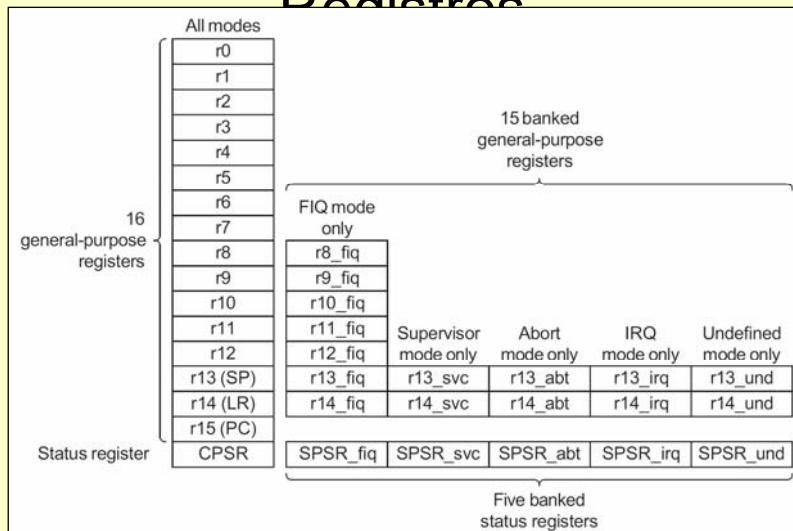 Registros
All modes
r0
r1
r2
r3
r4
r5
r6
r7
r8
r9
r10
r11
r12
r13 (SP)
r14 (LR)
r15 (PC)
CPSR
16
general-purpose
registers
Status register
15 banked
general-purpose
registers
FIQ mode
only
r8_fiq
r9_fiq
r10_fiq
r11_fiq
r12_fiq
r13_fiq
r14_fiq
SPSR_fiq
Supervisor
mode only
r13_svc
r14_svc
SPSR_svc
Abort
mode only
r13_abt
r14_abt
SPSR_abt
IRQ
mode only
r13_irq
r14_irq
SPSR_irq
Undefined
mode only
r13_und
r14_und
SPSR_und
Five banked
status registers